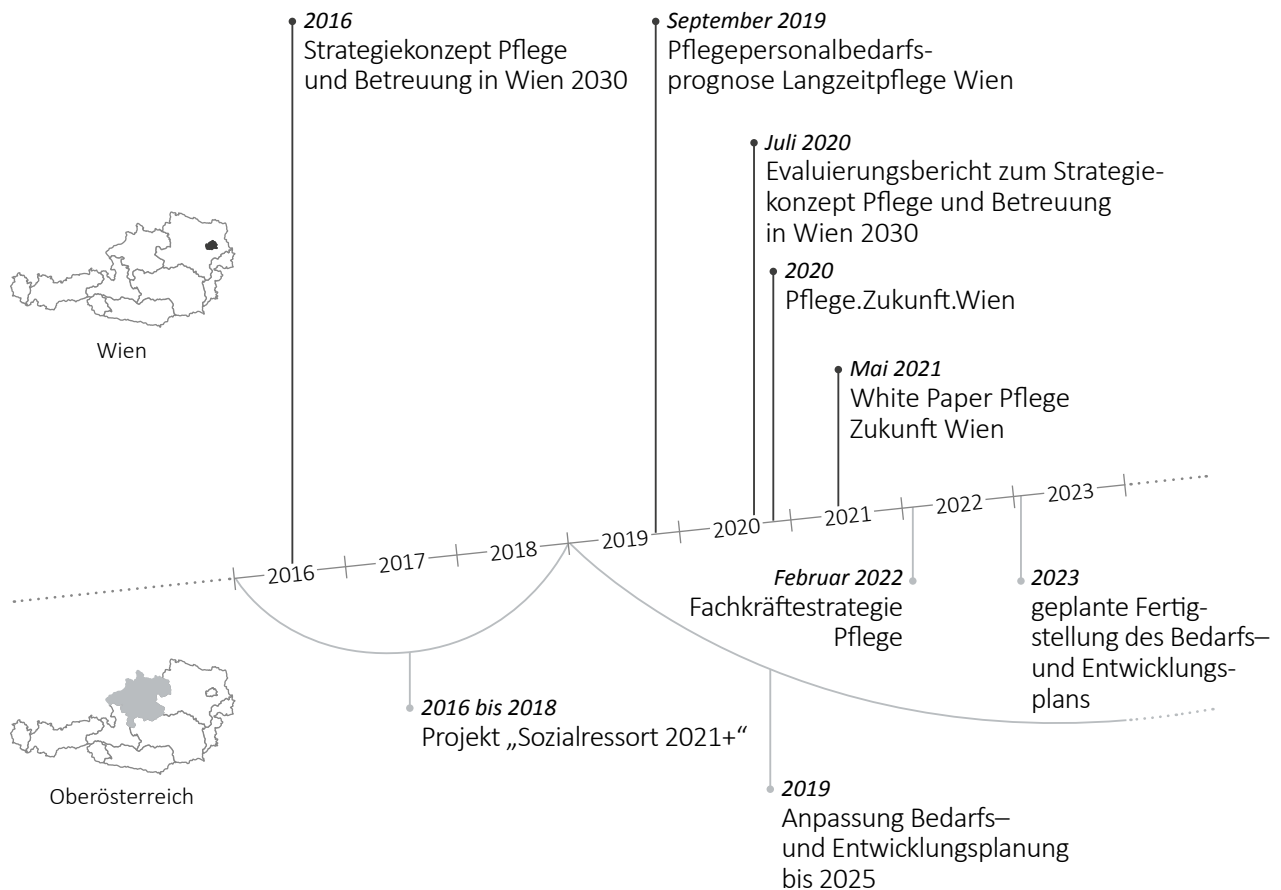 2016
Strategiekonzept Pflege
und Betreuung in Wien 2030
September 2019
Pflegepersonalbedarfs-
prognose Langzeitpflege Wien
Juli 2020
Evaluierungsbericht zum Strategie-
konzept Pflege und Betreuung
in Wien 2030
2020
Pflege.Zukunft.Wien
Mai 2021
White Paper Pflege
Zukunft Wien
Wien
2016
2017
2018
2019
2020
2021
2022
2023
Februar 2022
Fachkräftestrategie
Pflege
2023
geplante Fertig-
stellung des Bedarfs–
und Entwicklungs-
plans
2016 bis 2018
Projekt „Sozialressort 2021+“
Oberösterreich
2019
Anpassung Bedarfs–
und Entwicklungsplanung
bis 2025